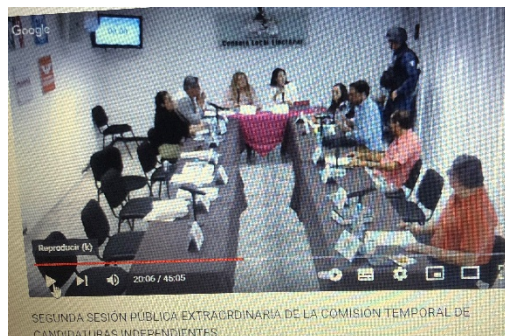 Google
Consejo Local Electoral
Reproducir (k)
20:06 / 45:05
SEGUNDA SESIÓN PÚBLICA EXTRAORDINARIA DE LA COMISIÓN TEMPORAL DE
CANDIDATURAS INDEPENDIENTES